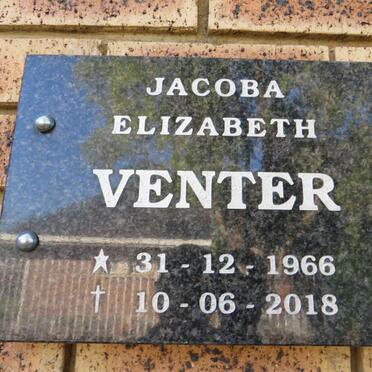 JACOBA
ELIZABETH
VENTER
★ 31 - 12 - 1966
† 10 - 06 - 2018